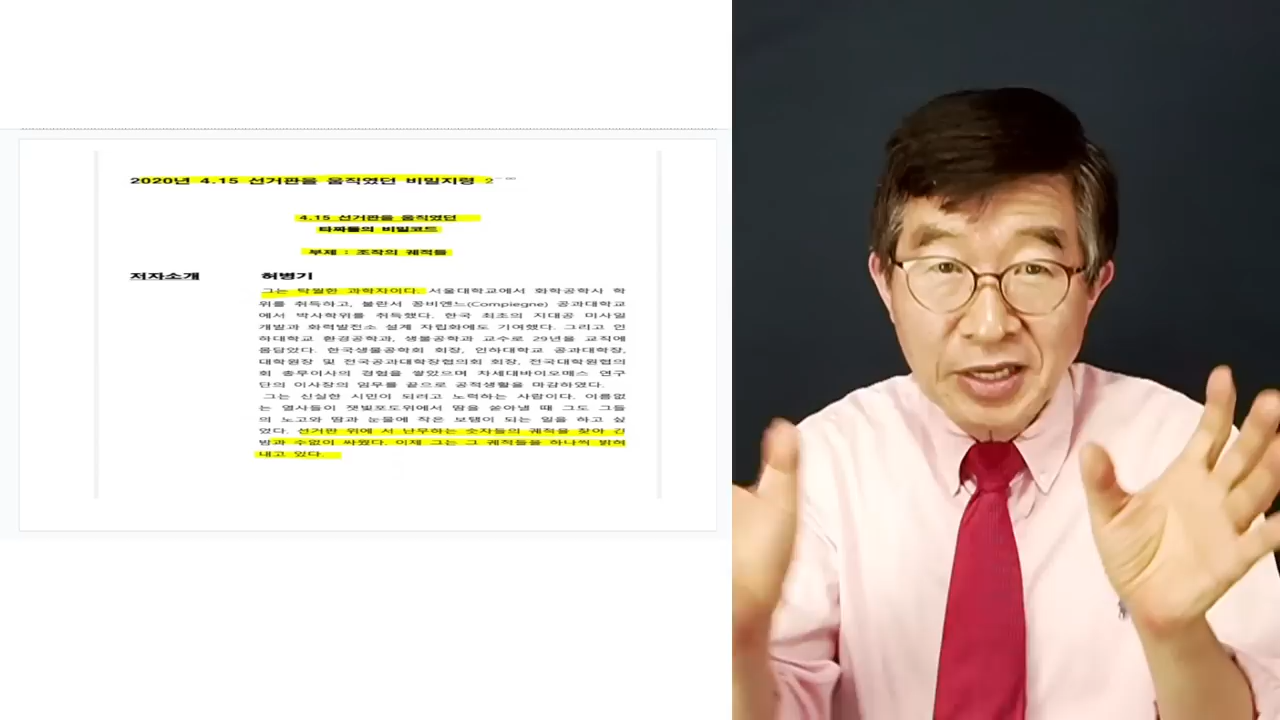 2020년 4.15 선거판을 움직였던 비밀지령 2
4.15 선거판을 움직였던
타짜들의 비밀코드
부제 : 조작의 궤적들
저자소개 허병기
그는 탁월한 과학자이다. 서울대학교에서 화학공학사 학
위를 취득하고, 불란서 꽁비엔느(Compiegne) 공과대학교
에서 박사학위를 취득했다. 한국 최초의 지대공 미사일
개발과 화력발전소 설계 자립화에도 기여했다. 그리고 인
하대학교 환경공학과, 생물공학과 교수로 29년을 교직에
몸담았다. 한국생물공학회 회장, 인하대학교 공과대학장,
대학원장 및 전국공과대학장협의회 회장, 전국대학원협의
회 총무이사의 경험을 쌓았으며 차세대바이오매스 연구
단의 이사장의 임무를 끝으로 공적생활을 마감하였다.
그는 신실한 시민이 되려고 노력하는 사람이다. 이름없
는 열사들이 잿빛포도위에서 땀을 쏟아낼 때 그도 그들
의 노고와 땀과 눈물에 작은 보탬이 되는 일을 하고 싶
었다. 선거판 위에 서 난무하는 숫자들의 궤적을 찾아 긴
밤과 수없이 싸웠다. 이제 그는 그 궤적들을 하나씩 밝혀
내고 있다.